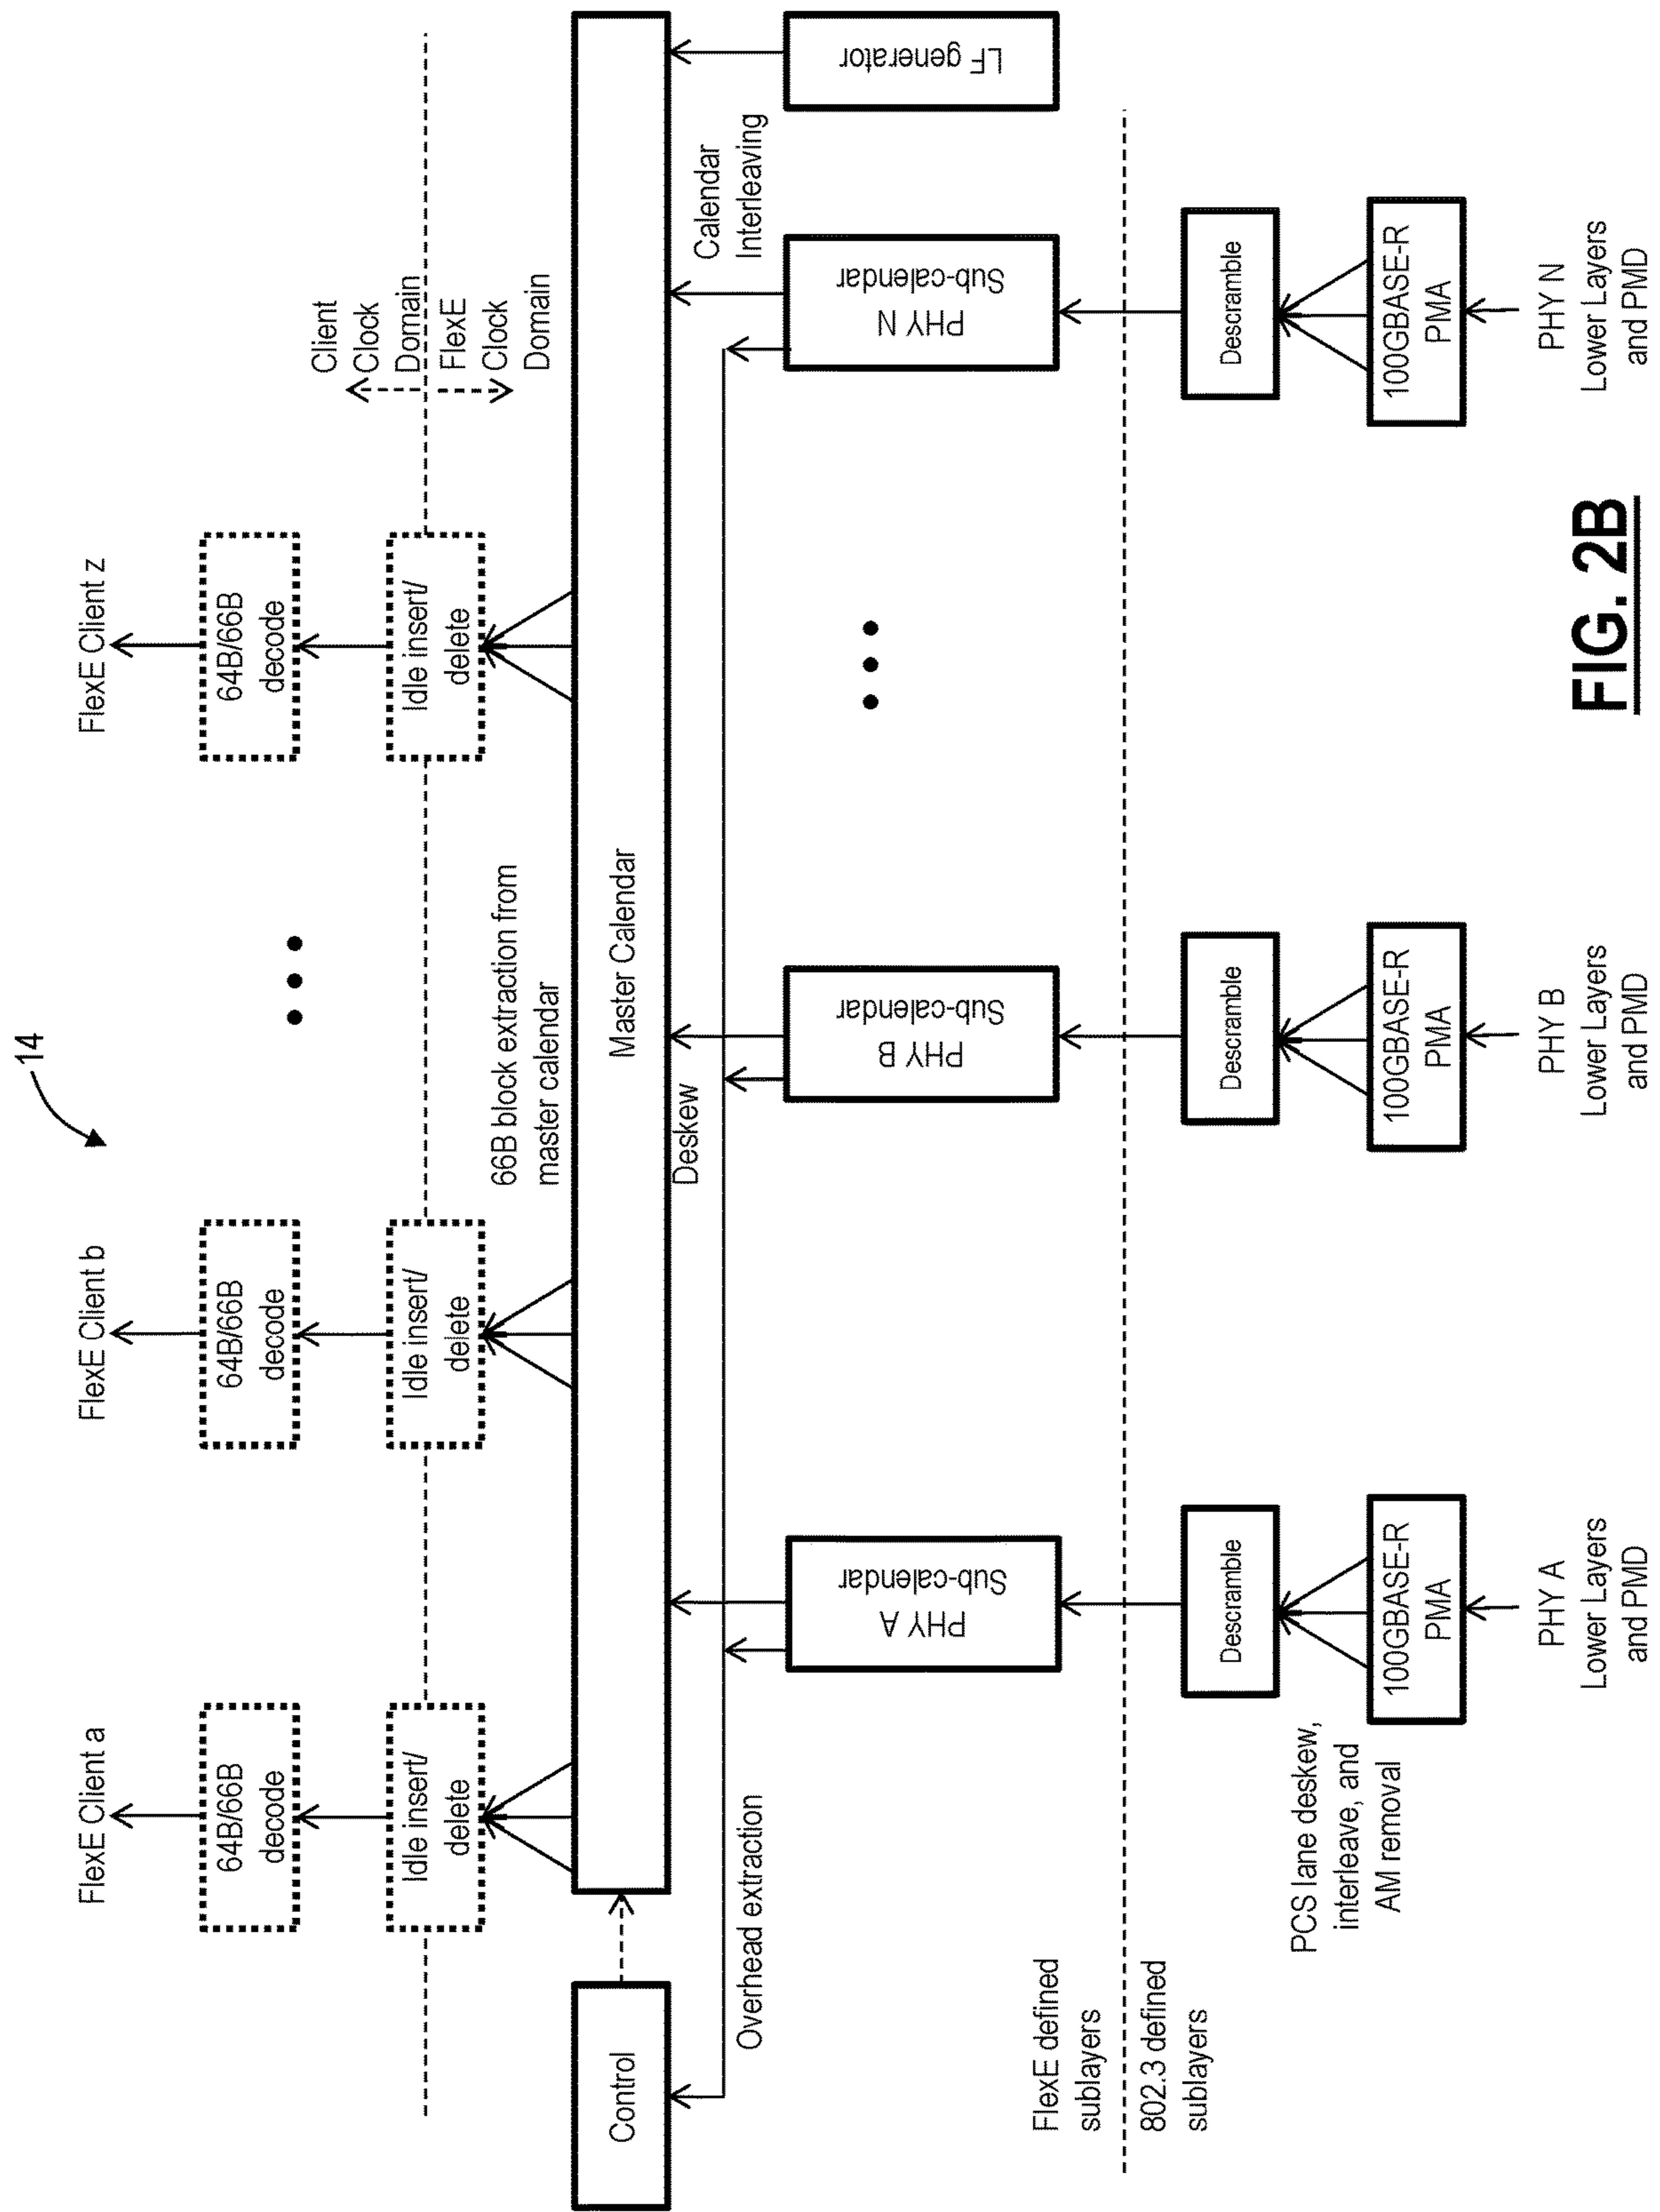 14
FlexE Client a
FlexE Client b
FlexE Client z
64B/66B
decode
64B/66B
decode
64B/66B
decode
Idle insert/
delete
Idle insert/
delete
Idle insert/
delete
Client
Clock
Domain
FlexE
Clock
Domain
66B block extraction from
master calendar
Control
Master Calendar
Deskew
Calendar
Interleaving
Overhead extraction
PHY A
Sub-calendar
PHY B
Sub-calendar
PHY N
Sub-calendar
LF generator
FlexE defined
sublayers
802.3 defined
sublayers
Descramble
Descramble
Descramble
PCS lane deskew,
interleave, and
AM removal
100GBASE-R
PMA
100GBASE-R
PMA
100GBASE-R
PMA
PHY A
Lower Layers
and PMD
PHY B
Lower Layers
and PMD
PHY N
Lower Layers
and PMD
FIG. 2B